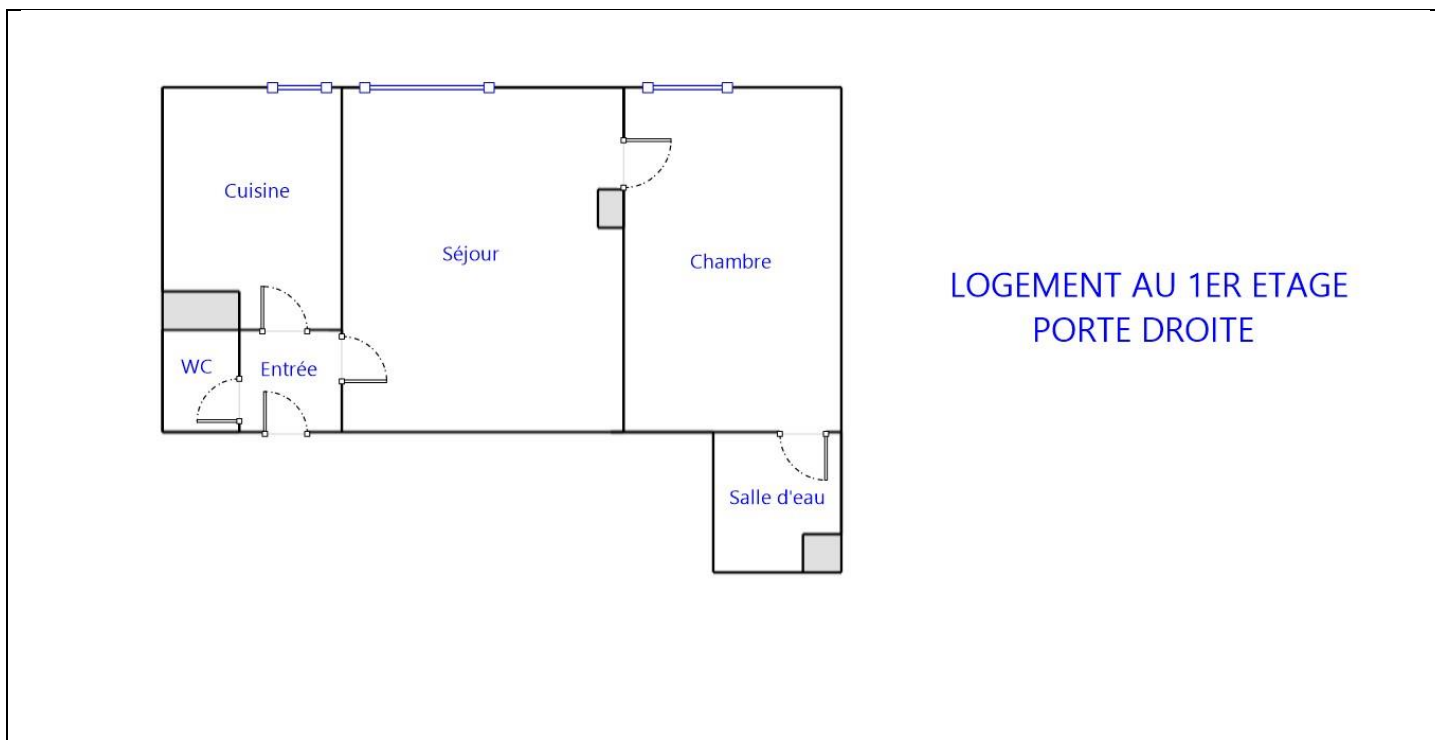 Cuisine
Séjour
Chambre
LOGEMENT AU 1ER ETAGE
PORTE DROITE
WC
Entrée
Salle d'eau